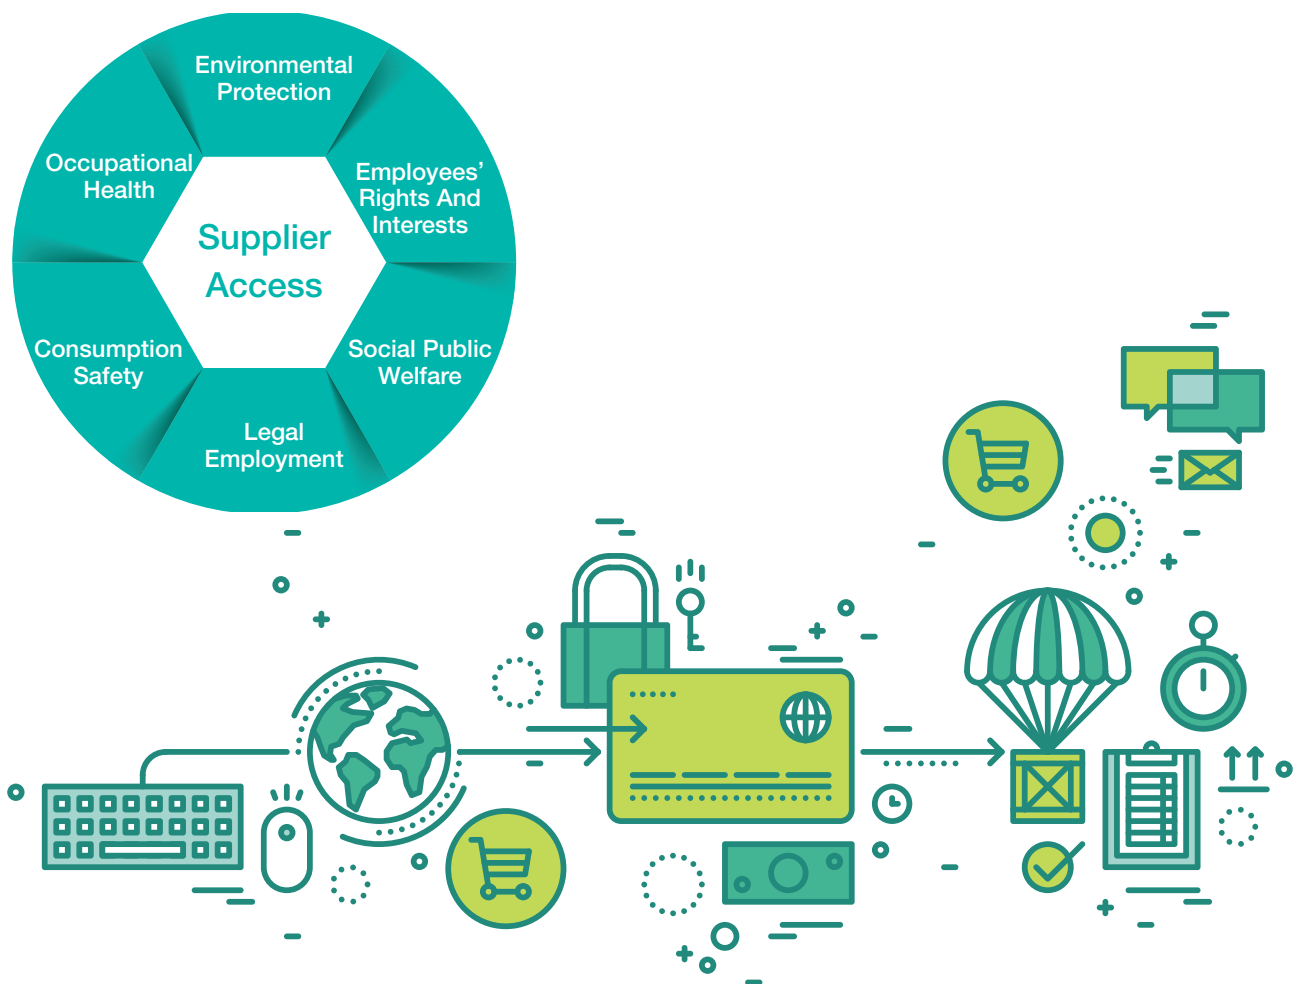 Environmental
Protection
Employees’
Rights And
Interests
Social Public
Welfare
Legal
Employment
Consumption
Safety
Occupational
Health
Supplier
Access